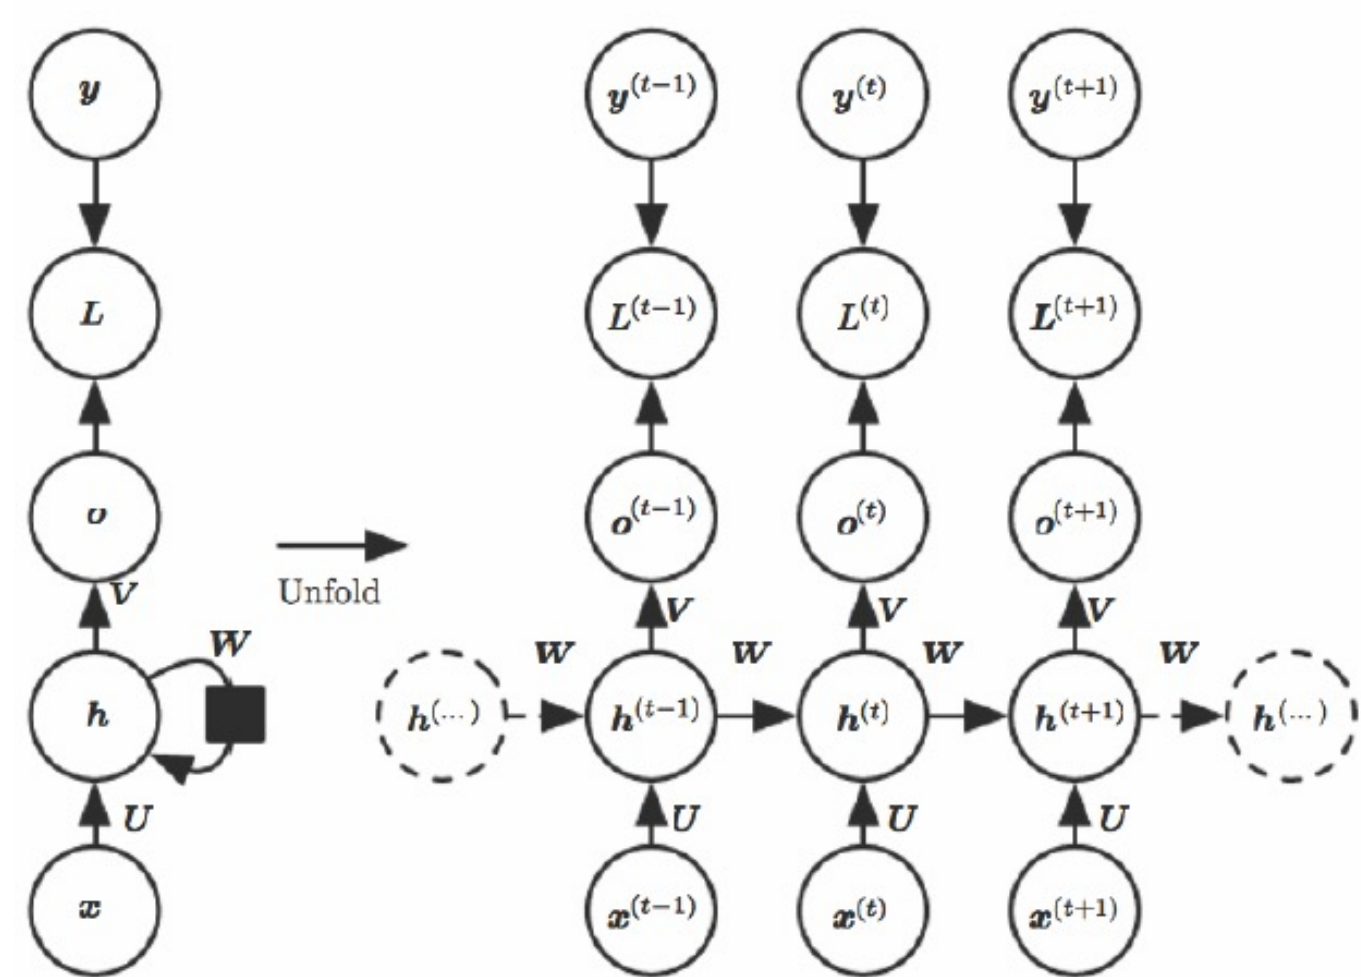 y y^(t−1) y^(t) y^(t+1)
L L^(t−1) L^(t) L^(t+1)
o o^(t−1) o^(t) o^(t+1)
Unfold
V V V V
W W W W W
h h^(...) h^(t−1) h^(t) h^(t+1) h^(...)
U U U U
x x^(t−1) x^(t) x^(t+1)